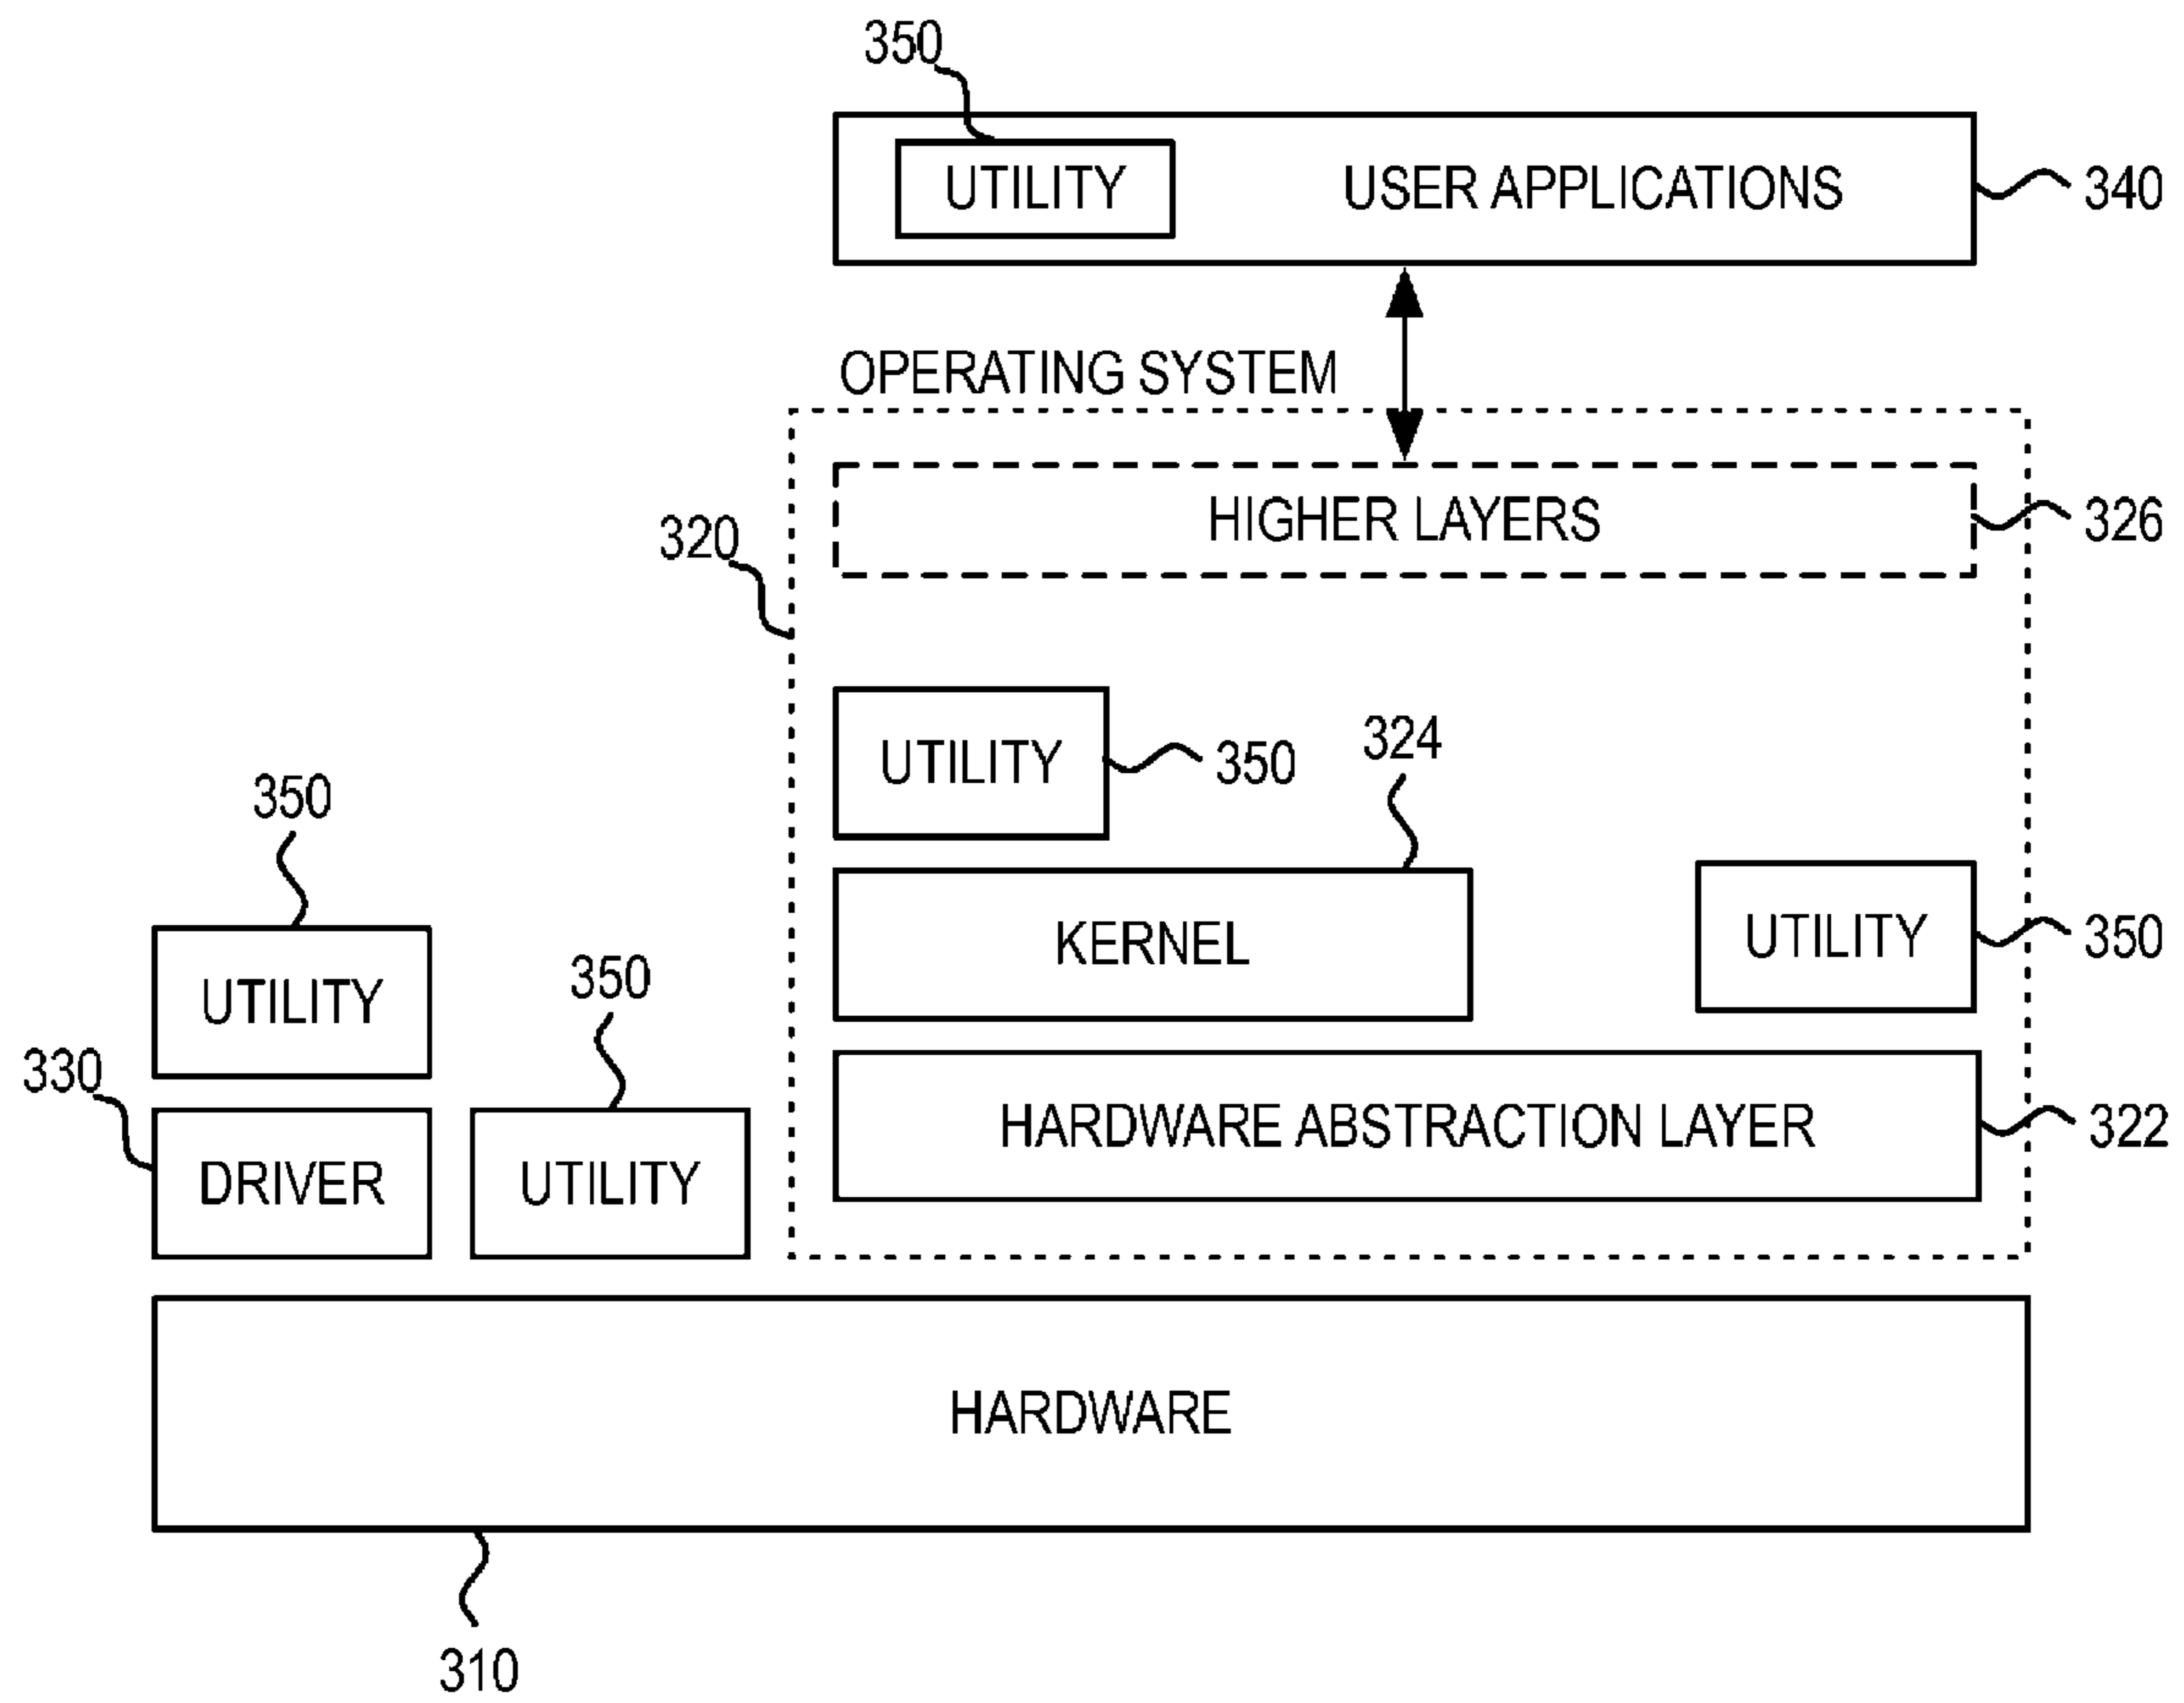 350
UTILITY
USER APPLICATIONS
340
OPERATING SYSTEM
HIGHER LAYERS
326
320
UTILITY
350
324
350
KERNEL
UTILITY
350
UTILITY
350
330
HARDWARE ABSTRACTION LAYER
322
DRIVER
UTILITY
HARDWARE
310